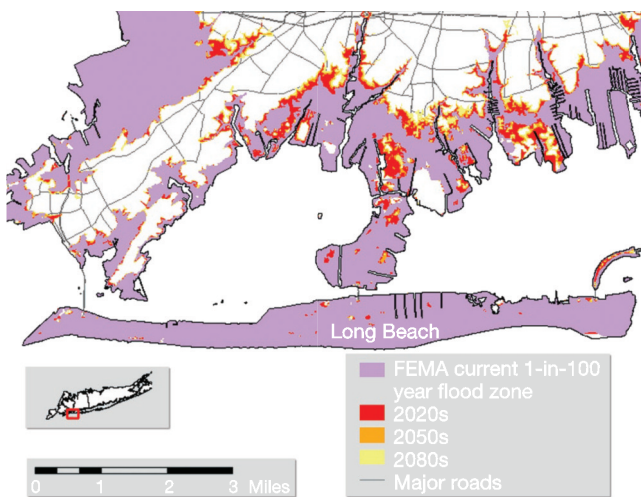 Long Beach
FEMA current 1-in-100
year flood zone
2020s
2050s
2080s
Major roads
0 1 2 3 Miles